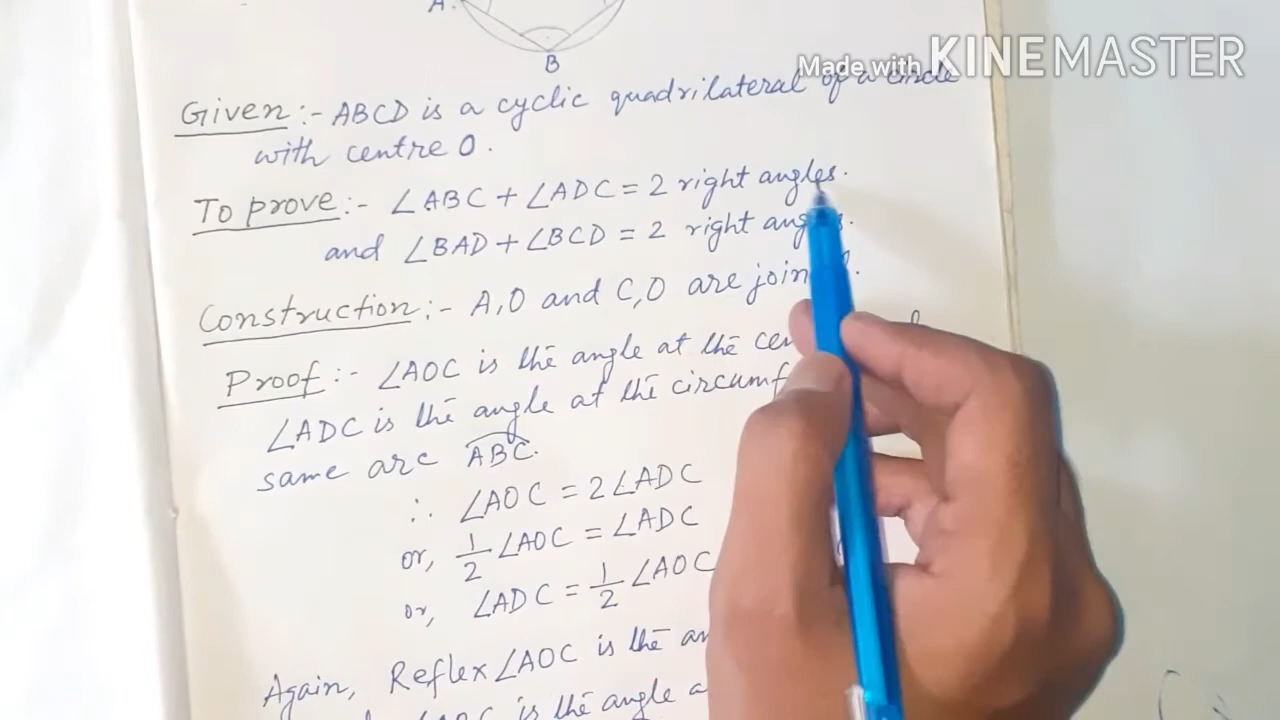 A.
B
Made with KINEMASTER
Given :- ABCD is a cyclic quadrilateral of a circle
with centre O.
To prove :- ∠ABC + ∠ADC = 2 right angles.
and ∠BAD + ∠BCD = 2 right
Construction :- A, O and C, O are
Proof :- ∠AOC is the angle at the
∠ADC is the angle at the
same arc ABC.
∴ ∠AOC = 2∠ADC
or, 1/2 ∠AOC = ∠ADC
or, ∠ADC = 1/2 ∠AOC
Again, Reflex ∠AOC is the
is the angle